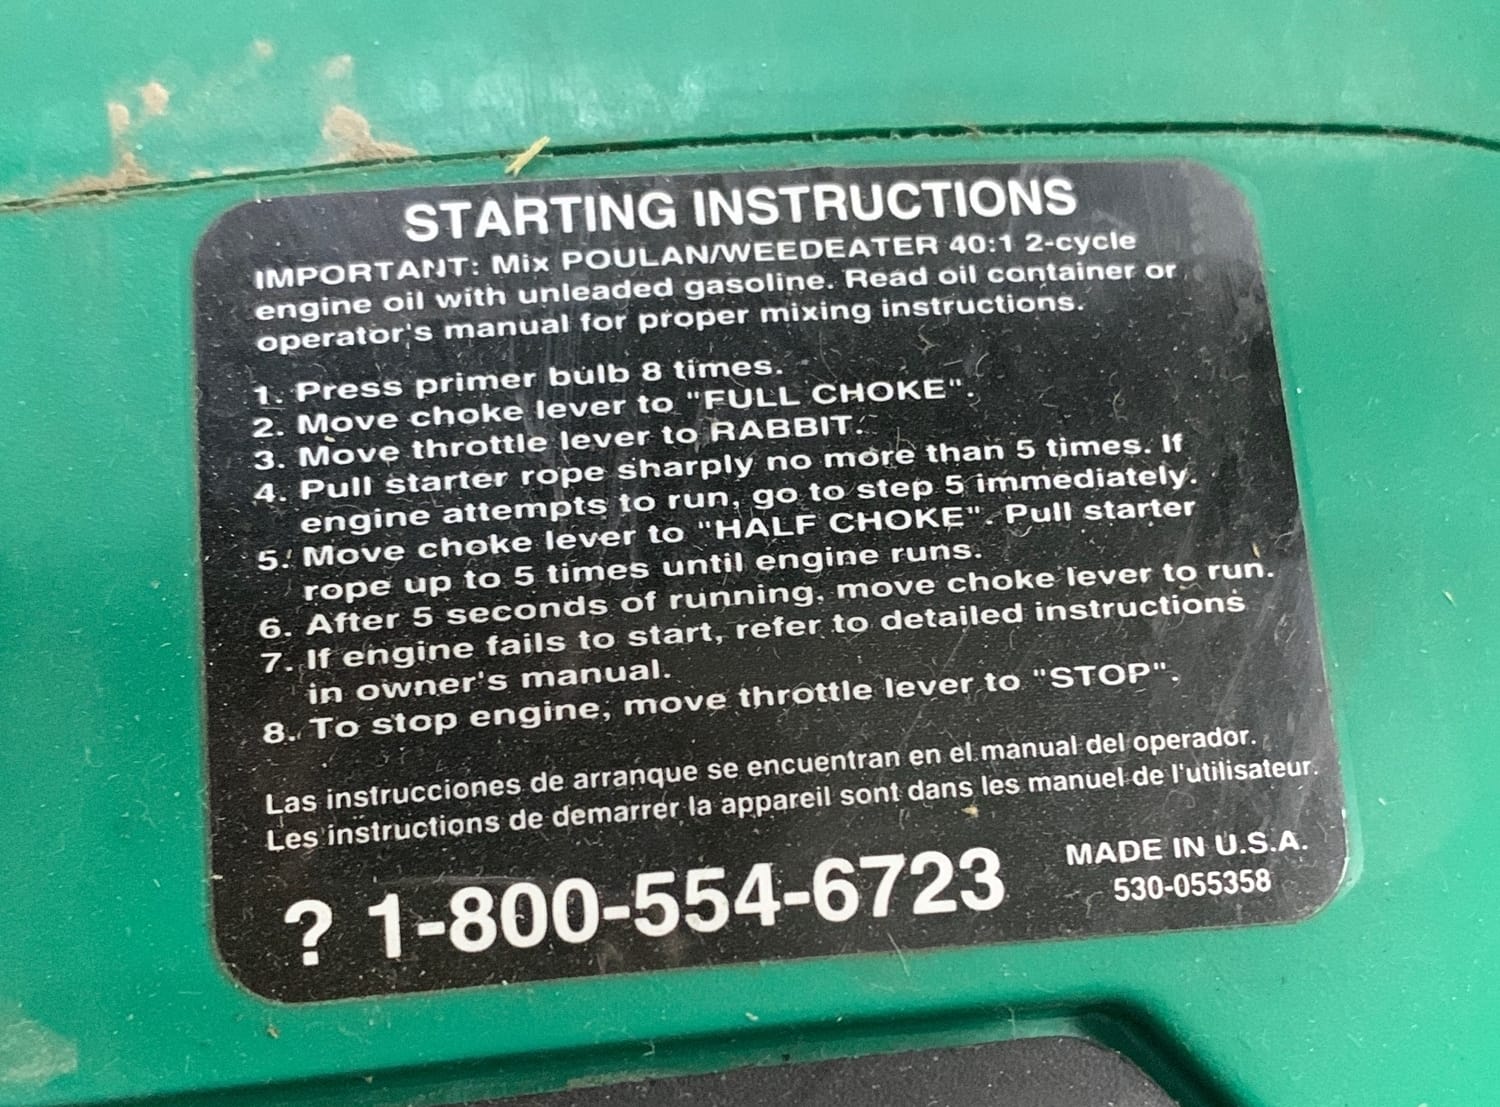 STARTING INSTRUCTIONS
IMPORTANT: Mix POULAN/WEEDEATER 40:1 2-cycle
engine oil with unleaded gasoline. Read oil container or
operator's manual for proper mixing instructions.
1. Press primer bulb 8 times.
2. Move choke lever to "FULL CHOKE".
3. Move throttle lever to RABBIT.
4. Pull starter rope sharply no more than 5 times. If
engine attempts to run, go to step 5 immediately.
5. Move choke lever to "HALF CHOKE". Pull starter
rope up to 5 times until engine runs.
6. After 5 seconds of running, move choke lever to run.
7. If engine fails to start, refer to detailed instructions
in owner's manual.
8. To stop engine, move throttle lever to "STOP".
Las instrucciones de arranque se encuentran en el manual del operador.
Les instructions de demarrer la appareil sont dans les manuel de l'utilisateur.
? 1-800-554-6723
MADE IN U.S.A.
530-055358